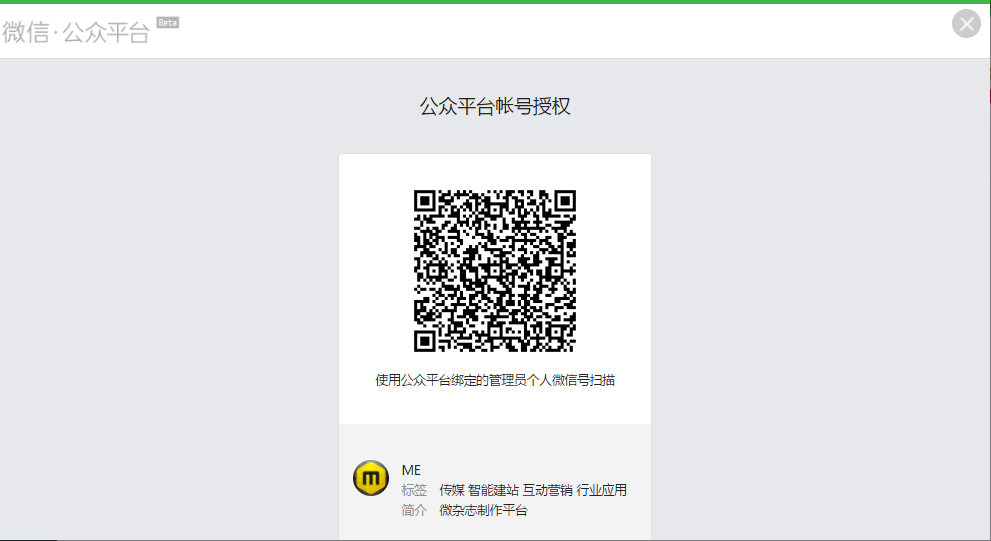 微信·公众平台 Beta
公众平台帐号授权
使用公众平台绑定的管理员个人微信号扫描
m
ME
标签 传媒 智能建站 互动营销 行业应用
简介 微杂志制作平台